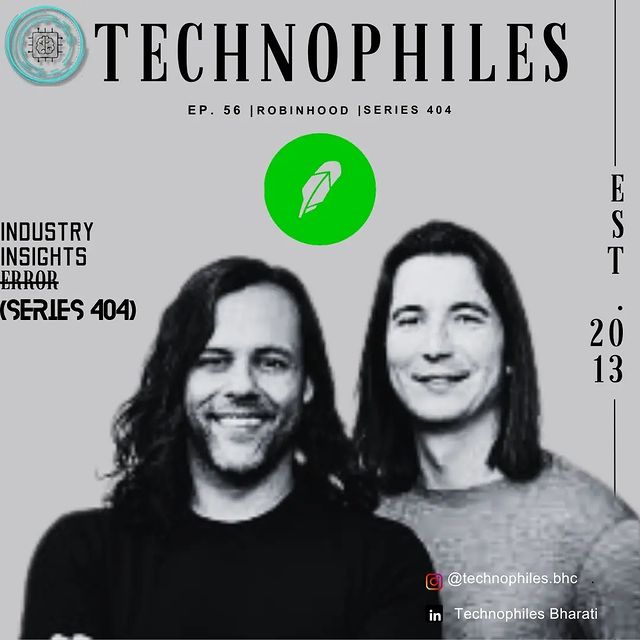 TECHNOPHILES
EP. 56 |ROBINHOOD |SERIES 404
INDUSTRY
INSIGHTS
ERROR
(SERIES 404)
EST.
20
13
@technophiles.bhc
in Technophiles Bharati